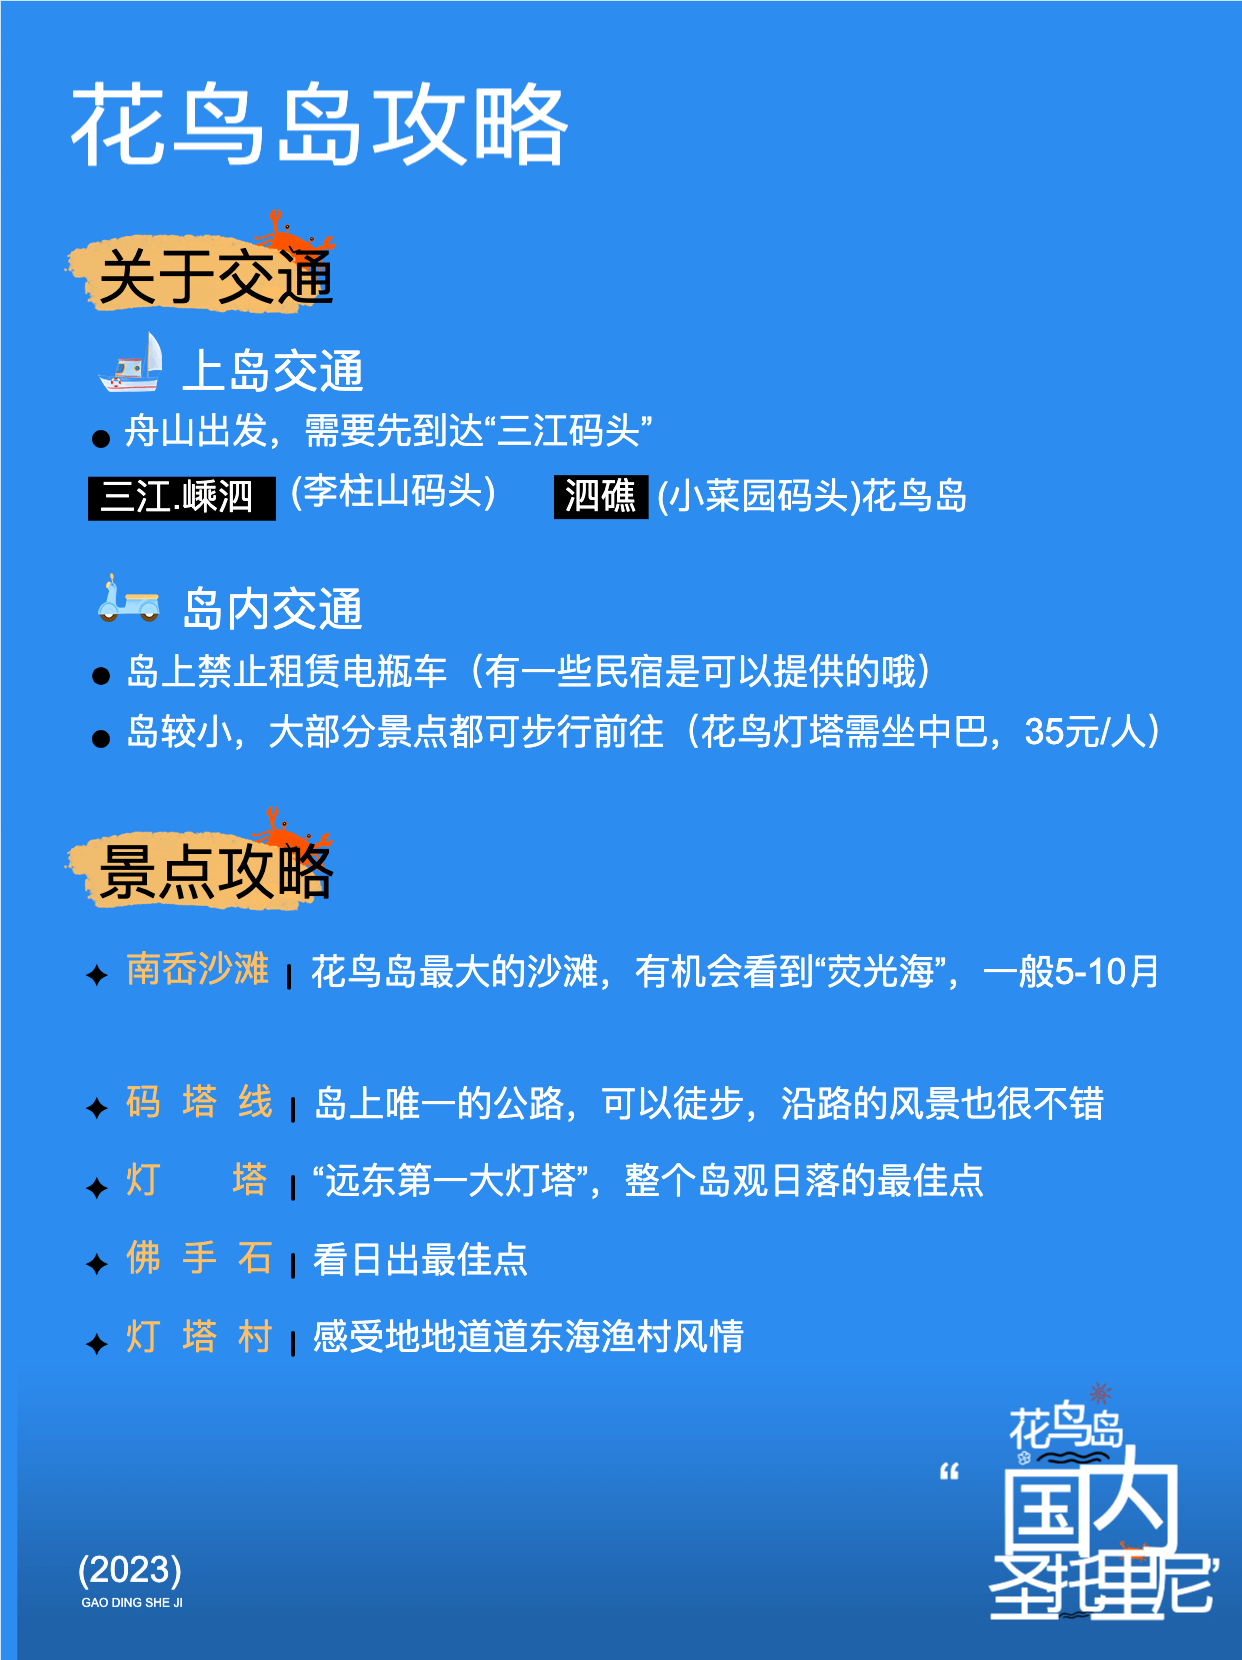 花鸟岛攻略
关于交通
上岛交通
舟山出发，需要先到达“三江码头”
三江.嵊泗 (李柱山码头) 泗礁 (小菜园码头)花鸟岛
岛内交通
岛上禁止租赁电瓶车（有一些民宿是可以提供的哦）
岛较小，大部分景点都可步行前往（花鸟灯塔需坐中巴，35元/人）
景点攻略
南岙沙滩 | 花鸟岛最大的沙滩，有机会看到“荧光海”，一般5-10月
码塔线 | 岛上唯一的公路，可以徒步，沿路的风景也很不错
灯塔 | “远东第一大灯塔”，整个岛观日落的最佳点
佛手石 | 看日出最佳点
灯塔村 | 感受地地道道东海渔村风情
花鸟岛
“国内
圣托里尼”
(2023)
GAO DING SHE JI